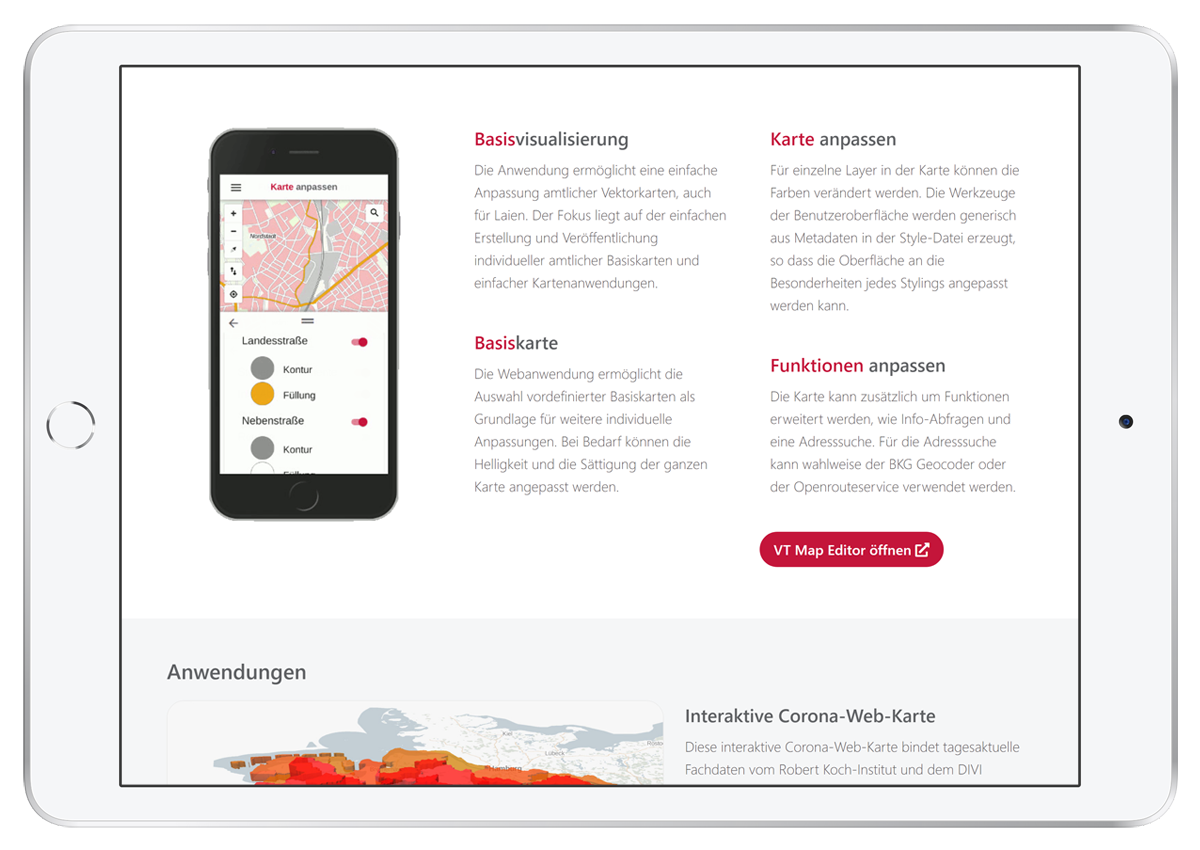 Karte anpassen
Nordstadt
Landesstraße
Kontur
Füllung
Nebenstraße
Kontur
Füllung
Basisvisualisierung
Die Anwendung ermöglicht eine einfache
Anpassung amtlicher Vektorkarten, auch
für Laien. Der Fokus liegt auf der einfachen
Erstellung und Veröffentlichung
individueller amtlicher Basiskarten und
einfacher Kartenanwendungen.
Basiskarte
Die Webanwendung ermöglicht die
Auswahl vordefinierter Basiskarten als
Grundlage für weitere individuelle
Anpassungen. Bei Bedarf können die
Helligkeit und die Sättigung der ganzen
Karte angepasst werden.
Karte anpassen
Für einzelne Layer in der Karte können die
Farben verändert werden. Die Werkzeuge
der Benutzeroberfläche werden generisch
aus Metadaten in der Style-Datei erzeugt,
so dass die Oberfläche an die
Besonderheiten jedes Stylings angepasst
werden kann.
Funktionen anpassen
Die Karte kann zusätzlich um Funktionen
erweitert werden, wie Info-Abfragen und
eine Adresssuche. Für die Adresssuche
kann wahlweise der BKG Geocoder oder
der Openrouteservice verwendet werden.
VT Map Editor öffnen
Anwendungen
Kiel
Lübeck
Hamberg
Interaktive Corona-Web-Karte
Diese interaktive Corona-Web-Karte bindet tagesaktuelle
Fachdaten vom Robert Koch-Institut und dem DIVI